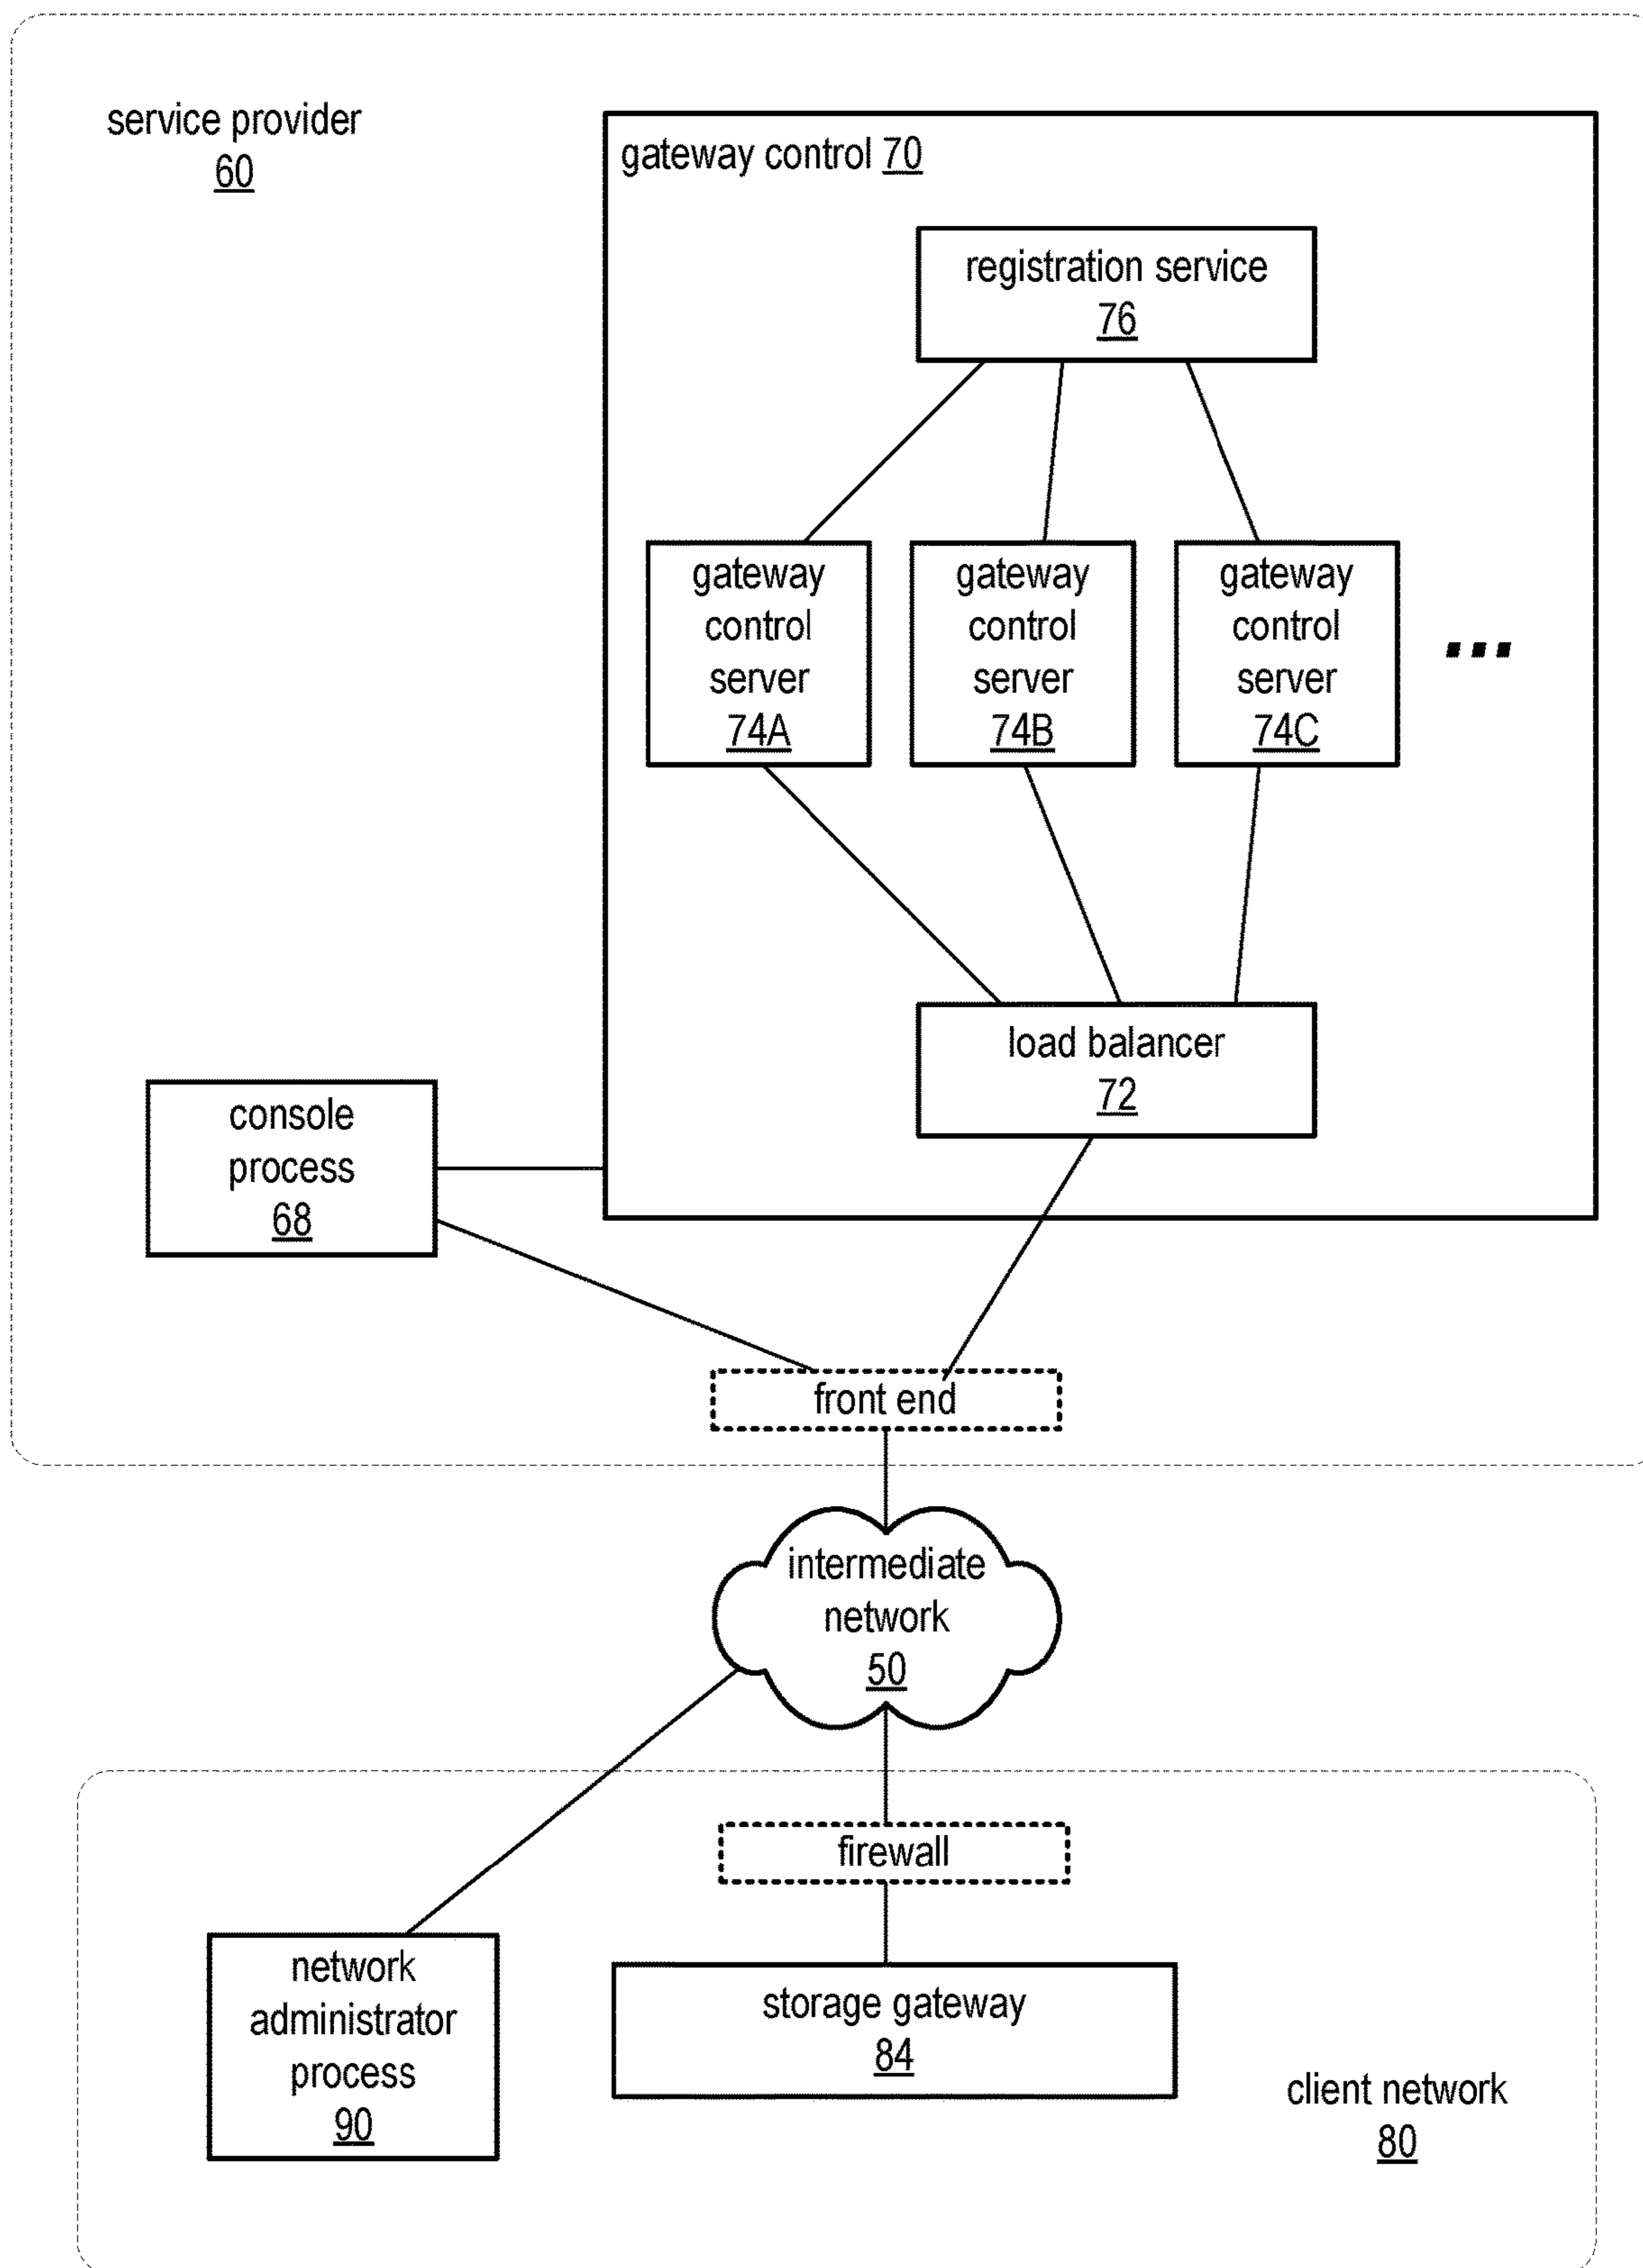 service provider
60
gateway control 70
registration service
76
gateway
control
server
74A
gateway
control
server
74B
gateway
control
server
74C
...
load balancer
72
console
process
68
front end
intermediate
network
50
firewall
network
administrator
process
90
storage gateway
84
client network
80